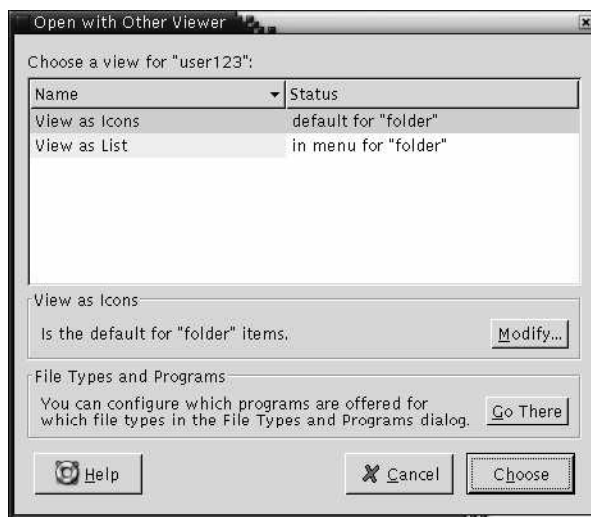 Open with Other Viewer
Choose a view for "user123":
Name Status
View as Icons default for "folder"
View as List in menu for "folder"
View as Icons
Is the default for "folder" items.
Modify...
File Types and Programs
You can configure which programs are offered for
which file types in the File Types and Programs dialog.
Go There
Help Cancel Choose